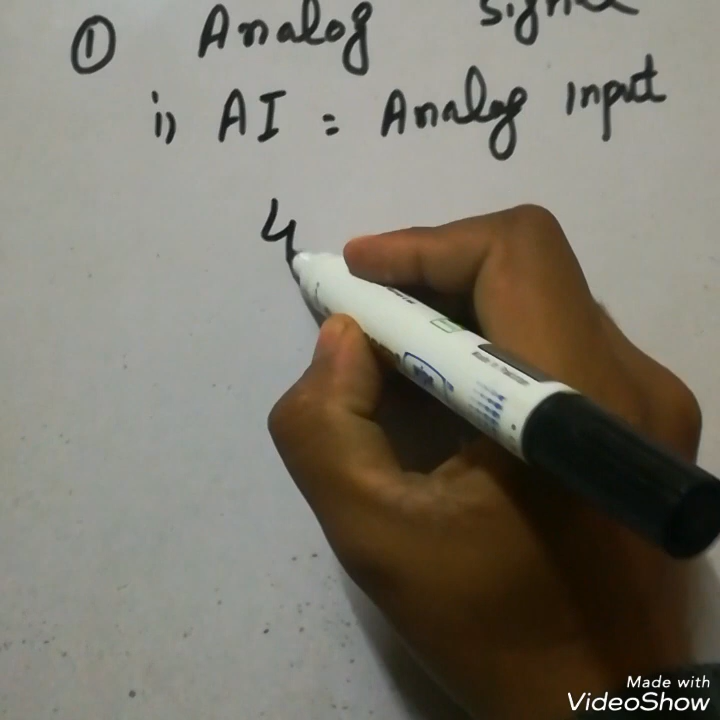 ① Analog
i) AI = Analog input
4
Made with
VideoShow